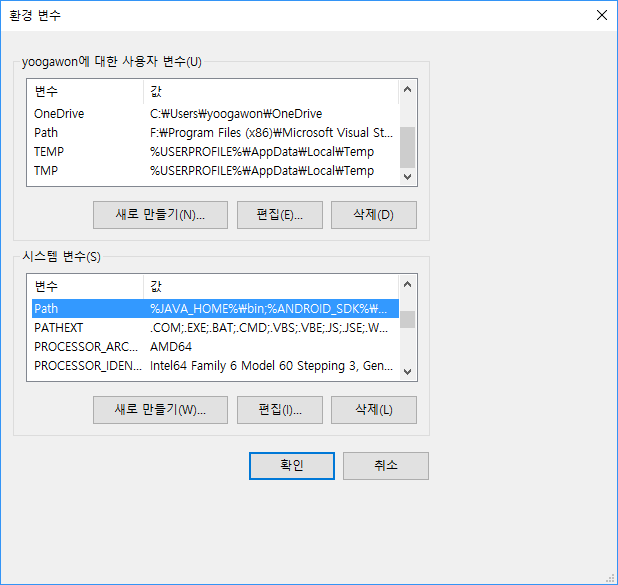 환경 변수
yoogawon에 대한 사용자 변수(U)
변수 값
OneDrive C:₩Users₩yoogawon₩OneDrive
Path F:₩Program Files (x86)₩Microsoft Visual St...
TEMP %USERPROFILE%₩AppData₩Local₩Temp
TMP %USERPROFILE%₩AppData₩Local₩Temp
새로 만들기(N)... 편집(E)... 삭제(D)
시스템 변수(S)
변수 값
Path %JAVA_HOME%₩bin;%ANDROID_SDK%₩...
PATHEXT .COM;.EXE;.BAT;.CMD;.VBS;.VBE;.JS;.JSE;.W...
PROCESSOR_ARC... AMD64
PROCESSOR_IDEN... Intel64 Family 6 Model 60 Stepping 3, Gen...
새로 만들기(W)... 편집(I)... 삭제(L)
확인 취소